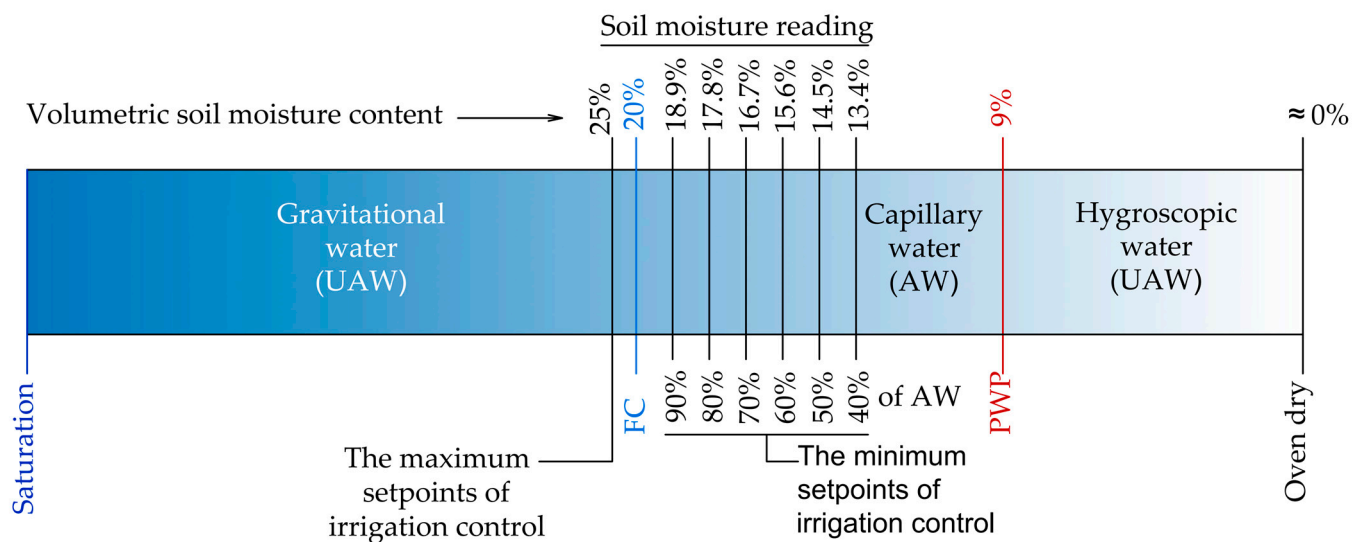 Soil moisture reading
Volumetric soil moisture content
25%
20%
18.9%
17.8%
16.7%
15.6%
14.5%
13.4%
9%
≈ 0%
Gravitational
water
(UAW)
Capillary
water
(AW)
Hygroscopic
water
(UAW)
Saturation
FC
90%
80%
70%
60%
50%
40%
of AW
PWP
Oven dry
The maximum
setpoints of
irrigation control
The minimum
setpoints of
irrigation control